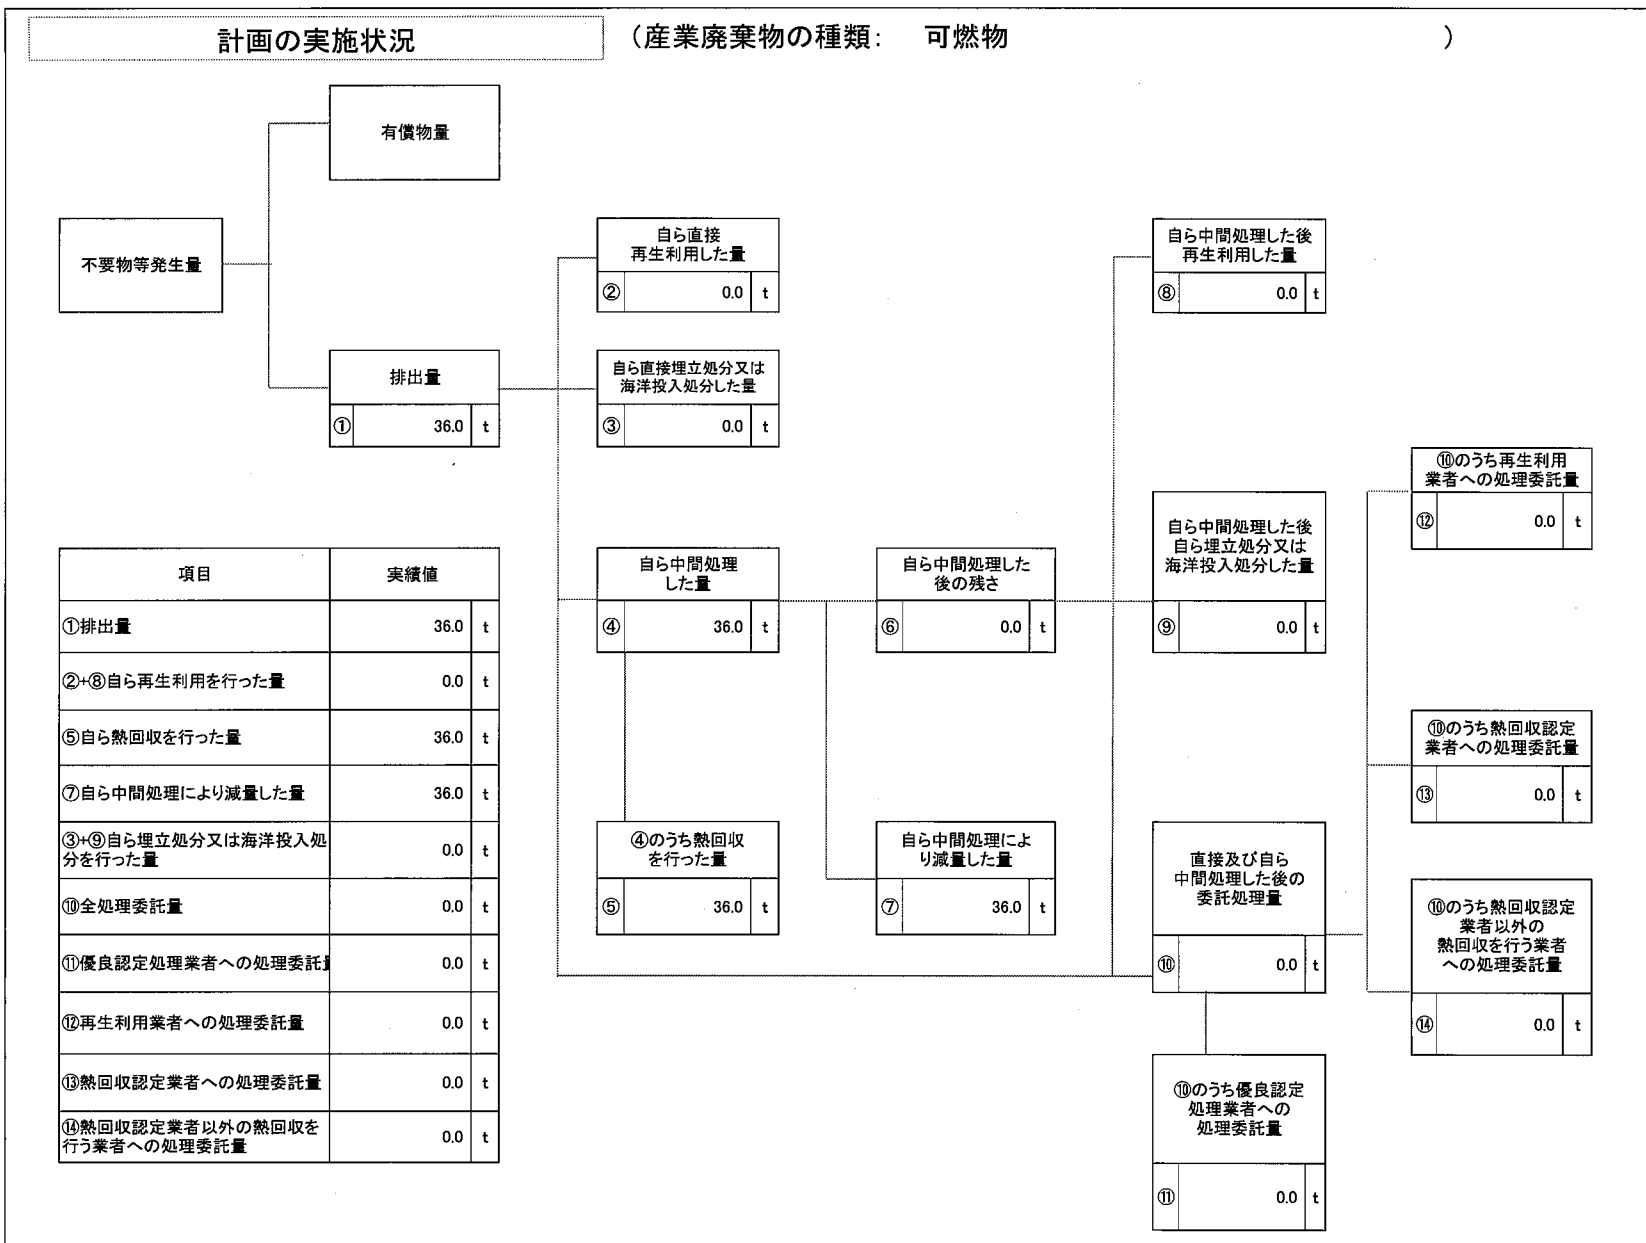 計画の実施状況
（産業廃棄物の種類： 可燃物 ）
有償物量
不要物等発生量
排出量
① 36.0 t
自ら直接
再生利用した量
② 0.0 t
自ら直接埋立処分又は
海洋投入処分した量
③ 0.0 t
自ら中間処理した後
再生利用した量
⑧ 0.0 t
自ら中間処理
した量
④ 36.0 t
自ら中間処理した
後の残さ
⑥ 0.0 t
自ら中間処理した後
自ら埋立処分又は
海洋投入処分した量
⑨ 0.0 t
④のうち熱回収
を行った量
⑤ 36.0 t
自ら中間処理によ
り減量した量
⑦ 36.0 t
直接及び自ら
中間処理した後の
委託処理量
⑩ 0.0 t
⑩のうち優良認定
処理業者への
処理委託量
⑪ 0.0 t
⑩のうち再生利用
業者への処理委託量
⑫ 0.0 t
⑩のうち熱回収認定
業者への処理委託量
⑬ 0.0 t
⑩のうち熱回収認定
業者以外の
熱回収を行う業者
への処理委託量
⑭ 0.0 t
項目 実績値
①排出量 36.0 t
②+⑧自ら再生利用を行った量 0.0 t
⑤自ら熱回収を行った量 36.0 t
⑦自ら中間処理により減量した量 36.0 t
③+⑨自ら埋立処分又は海洋投入処
分を行った量 0.0 t
⑩全処理委託量 0.0 t
⑪優良認定処理業者への処理委託 0.0 t
⑫再生利用業者への処理委託量 0.0 t
⑬熱回収認定業者への処理委託量 0.0 t
⑭熱回収認定業者以外の熱回収を
行う業者への処理委託量 0.0 t